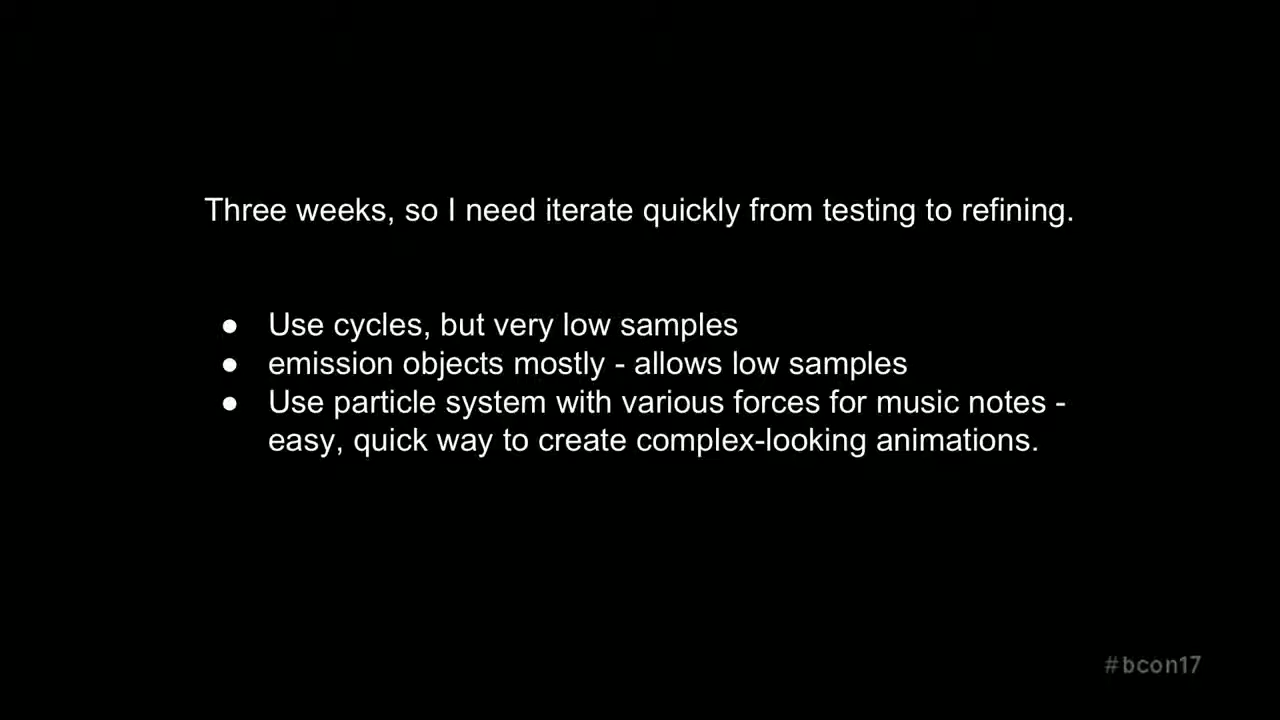 Three weeks, so I need iterate quickly from testing to refining.
● Use cycles, but very low samples
● emission objects mostly - allows low samples
● Use particle system with various forces for music notes -
easy, quick way to create complex-looking animations.
#bcon17